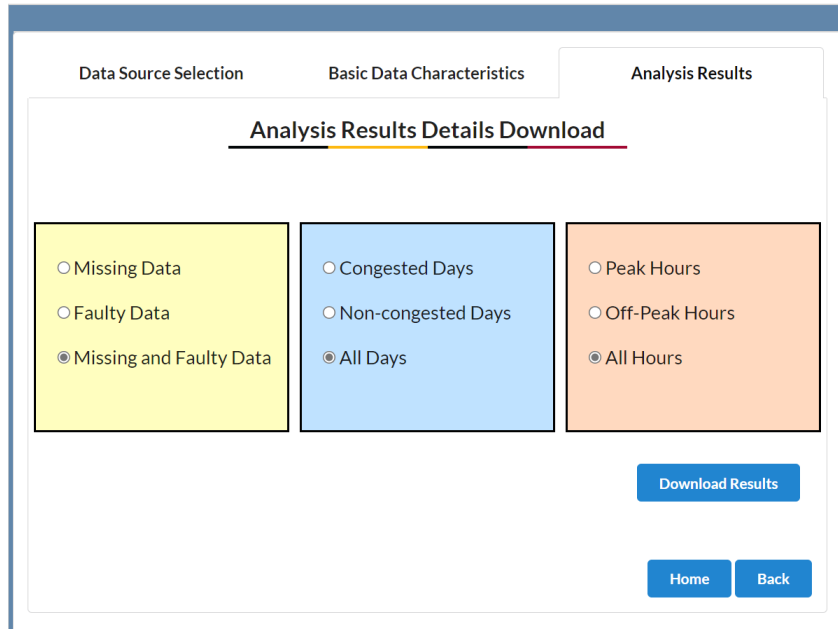 Data Source Selection
Basic Data Characteristics
Analysis Results
Analysis Results Details Download
Missing Data
Faulty Data
Missing and Faulty Data
Congested Days
Non-congested Days
All Days
Peak Hours
Off-Peak Hours
All Hours
Download Results
Home
Back